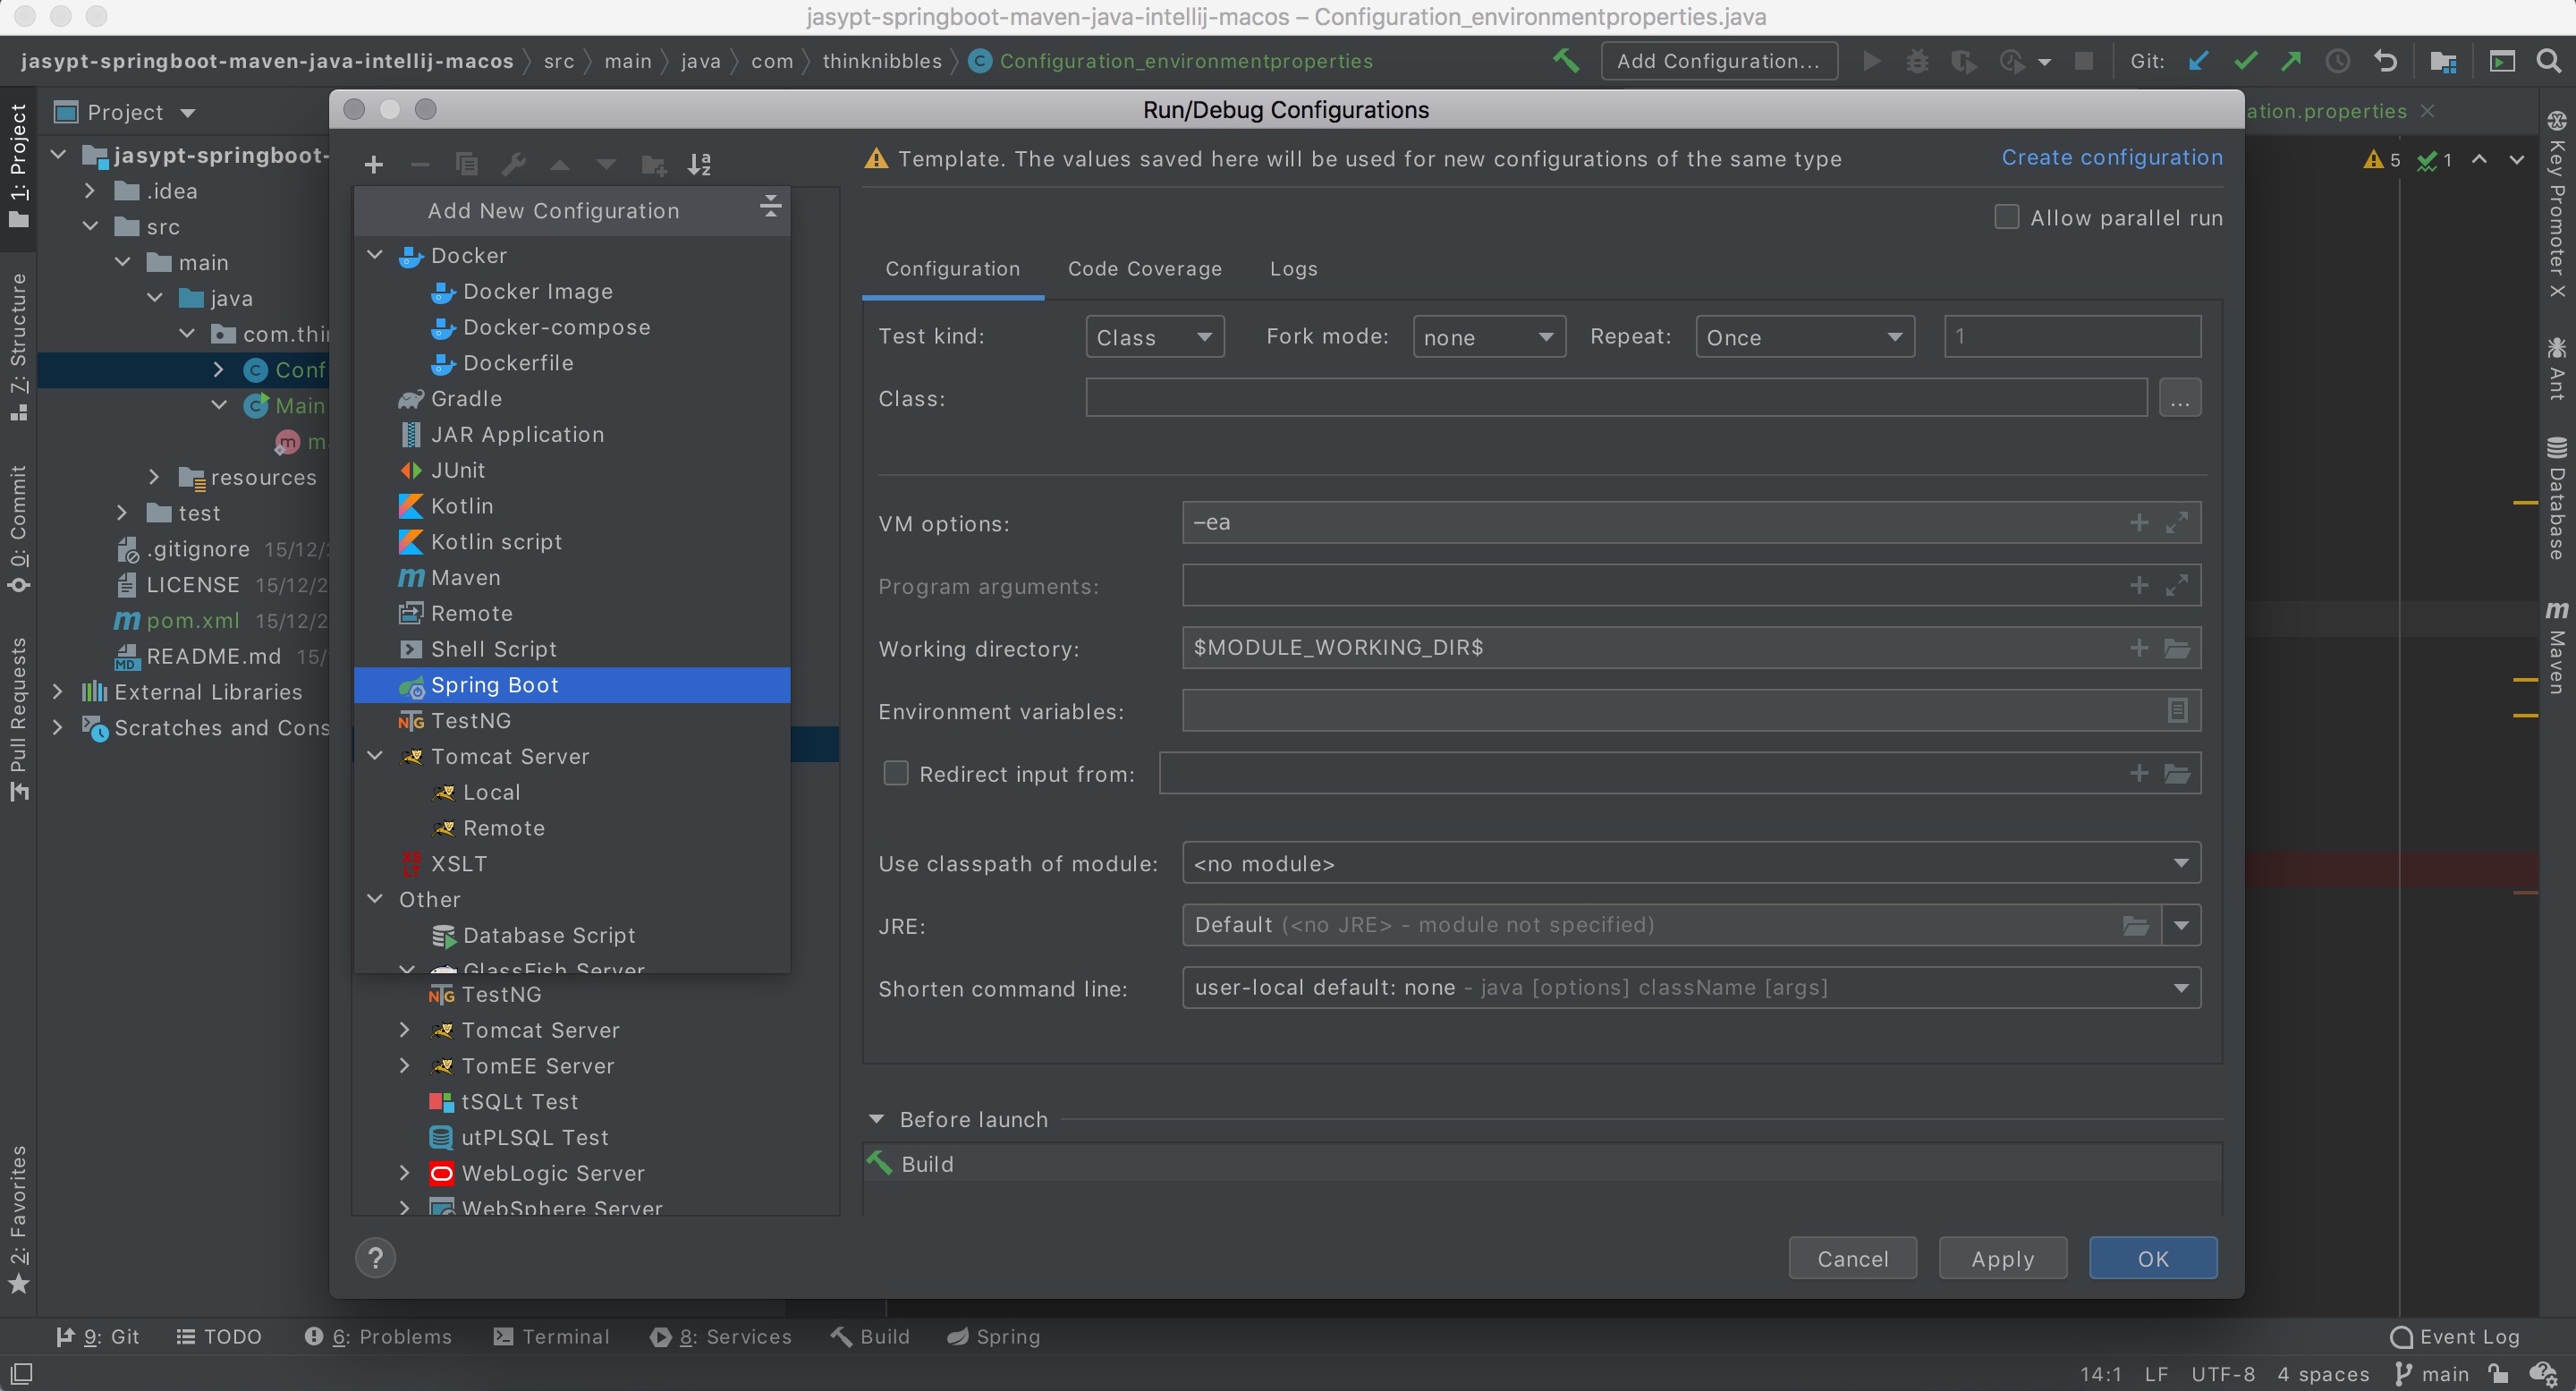 jasypt-springboot-maven-java-intellij-macos – Configuration_environmentproperties.java
jasypt-springboot-maven-java-intellij-macos src main java com thinknibbles Configuration_environmentproperties Add Configuration... Git:
1: Project
Z: Structure
0: Commit
Pull Requests
2: Favorites
Project
jasypt-springboot-
.idea
src
main
java
com.thi
Conf
Main
m
resources
test
.gitignore 15/12/
LICENSE 15/12/2
pom.xml 15/12/2
README.md 15/
External Libraries
Scratches and Cons
Run/Debug Configurations
Add New Configuration
Docker
Docker Image
Docker-compose
Dockerfile
Gradle
JAR Application
JUnit
Kotlin
Kotlin script
Maven
Remote
Shell Script
Spring Boot
TestNG
Tomcat Server
Local
Remote
XSLT
Other
Database Script
GlassFish Server
TestNG
Tomcat Server
TomEE Server
tSQLt Test
utPLSQL Test
WebLogic Server
WebSphere Server
Template. The values saved here will be used for new configurations of the same type Create configuration
Allow parallel run
Configuration Code Coverage Logs
Test kind: Class Fork mode: none Repeat: Once 1
Class: ...
VM options: –ea
Program arguments:
Working directory: $MODULE_WORKING_DIR$
Environment variables:
Redirect input from:
Use classpath of module: <no module>
JRE: Default (<no JRE> - module not specified)
Shorten command line: user-local default: none - java [options] className [args]
Before launch
Build
? Cancel Apply OK
ation.properties
5 1
Key Promoter X
Ant
Database
Maven
9: Git TODO 6: Problems Terminal 8: Services Build Spring Event Log
14:1 LF UTF-8 4 spaces main